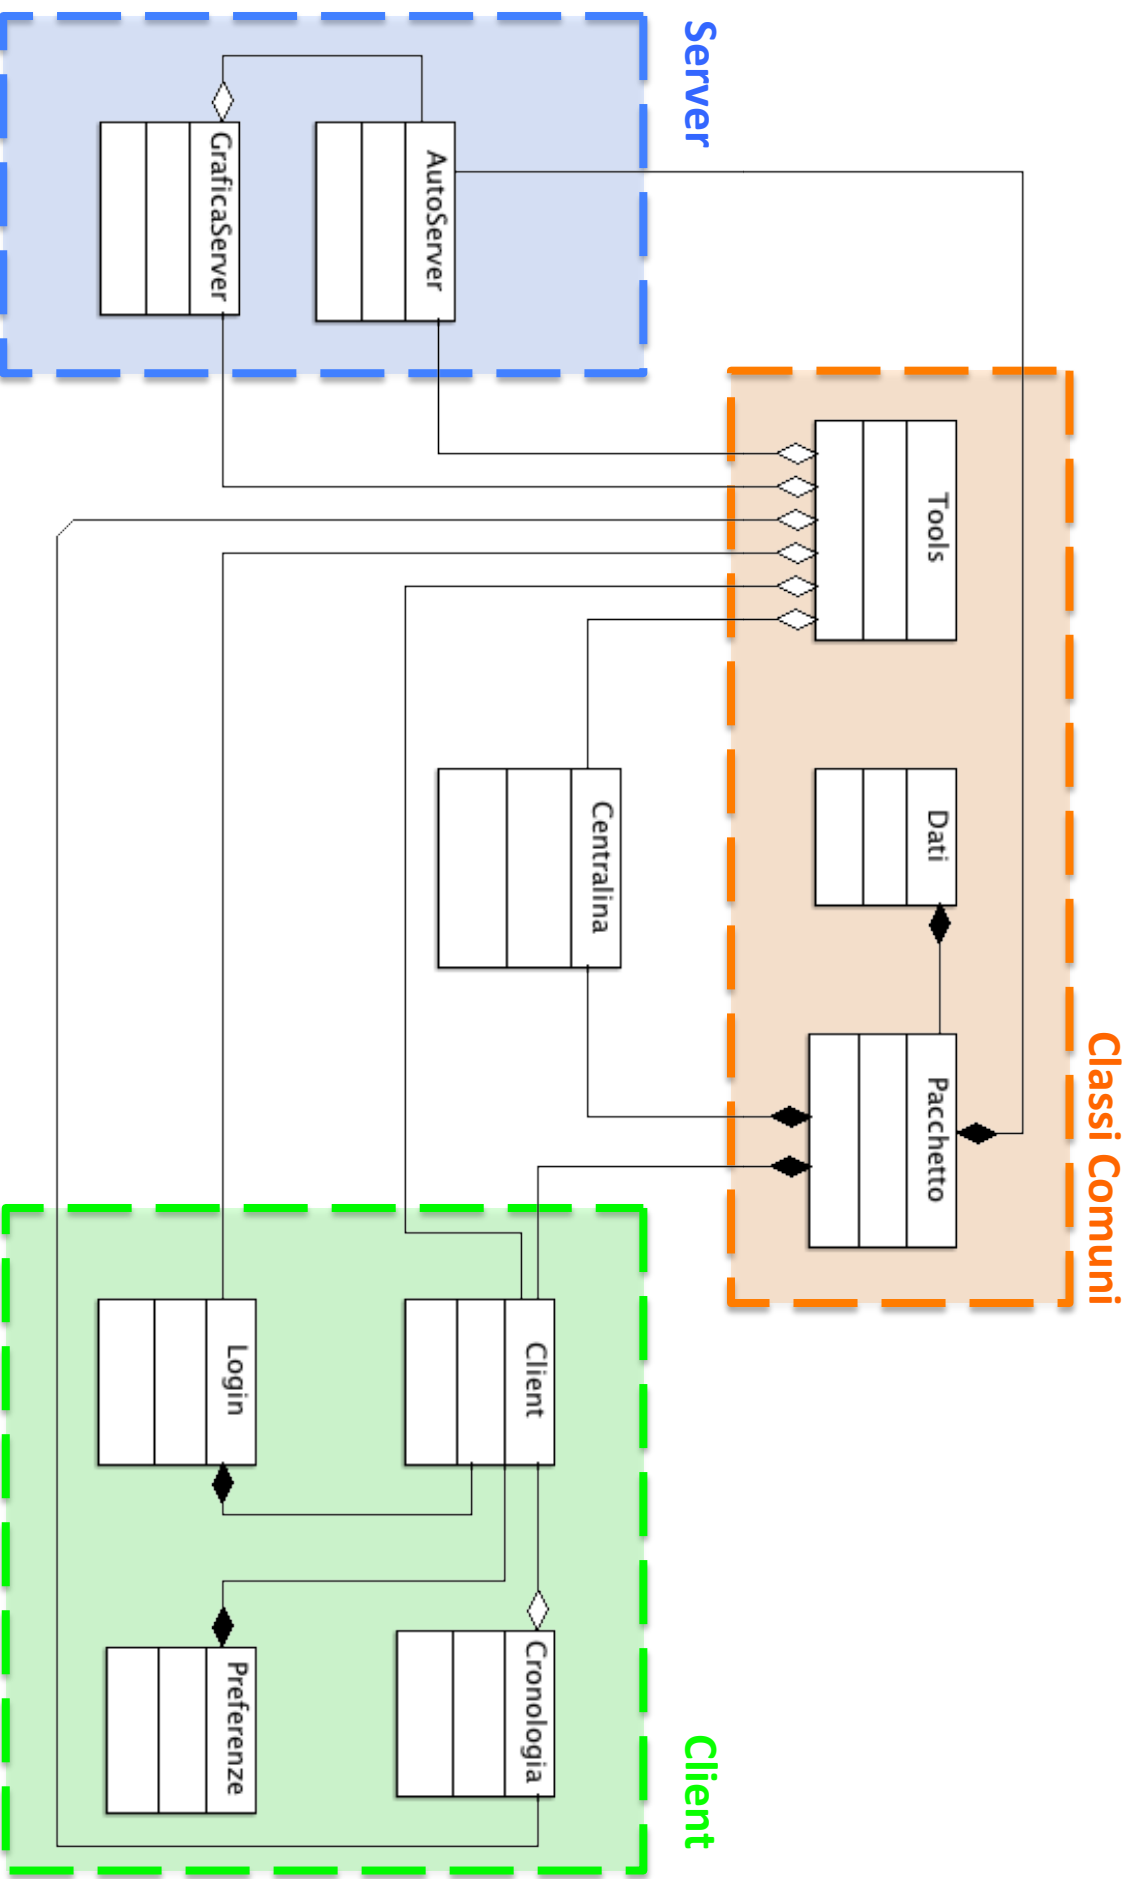 Classi Comuni
Tools
Dati
Pacchetto
Server
Client
Centralina
AutoServer
Client
Cronologia
GraficaServer
Login
Preferenze